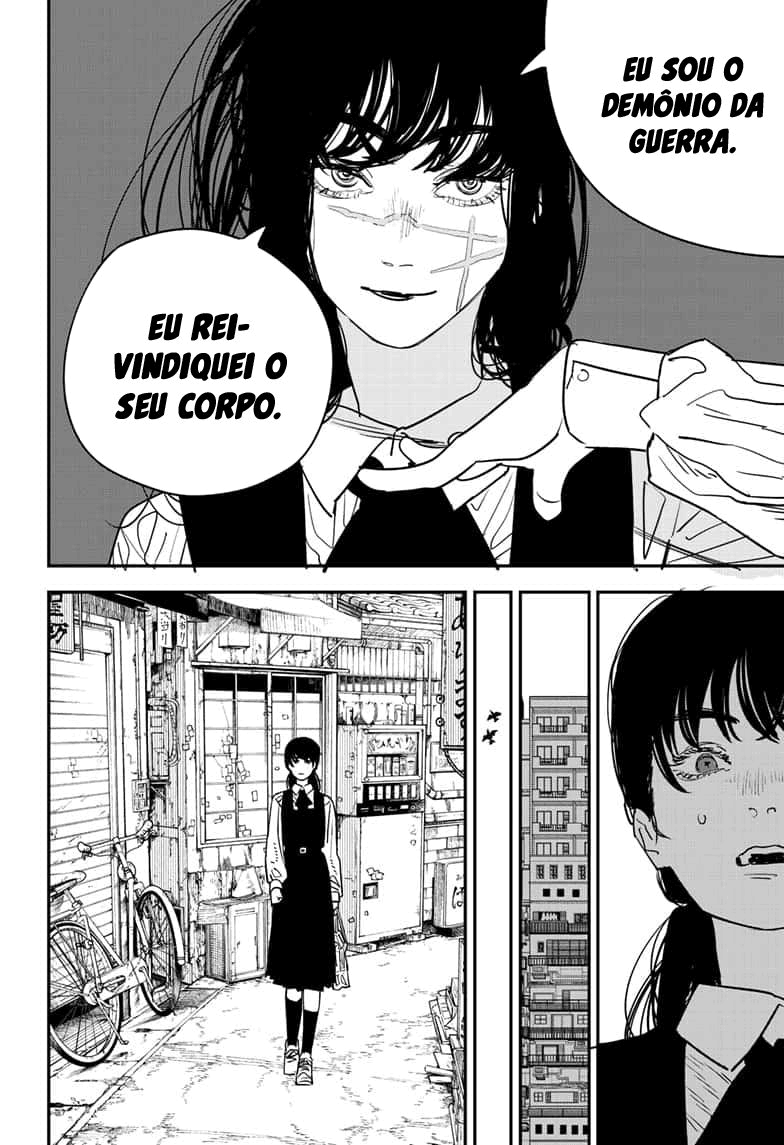 EU SOU O
DEMÔNIO DA
GUERRA.
EU REI-
VINDIQUEI O
SEU CORPO.